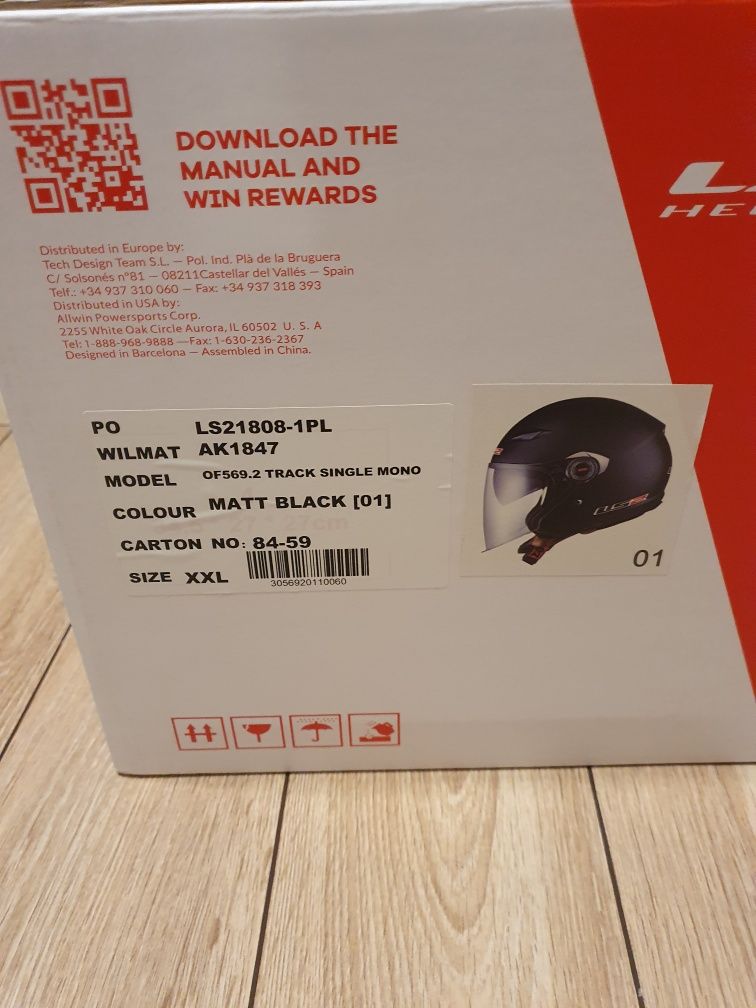 DOWNLOAD THE
MANUAL AND
WIN REWARDS
Distributed in Europe by:
Tech Design Team S.L. – Pol. Ind. Plà de la Bruguera
C/ Solsonés nº81 – 08211Castellar del Vallés – Spain
Telf.: +34 937 310 060 – Fax: +34 937 318 393
Distributed in USA by:
Allwin Powersports Corp.
2255 White Oak Circle Aurora, IL 60502 U. S. A
Tel: 1-888-968-9888 —Fax: 1-630-236-2367
Designed in Barcelona – Assembled in China.
PO LS21808-1PL
WILMAT AK1847
MODEL OF569.2 TRACK SINGLE MONO
COLOUR MATT BLACK [01]
CARTON NO: 84-59
SIZE XXL
3056920110060
LS2
01